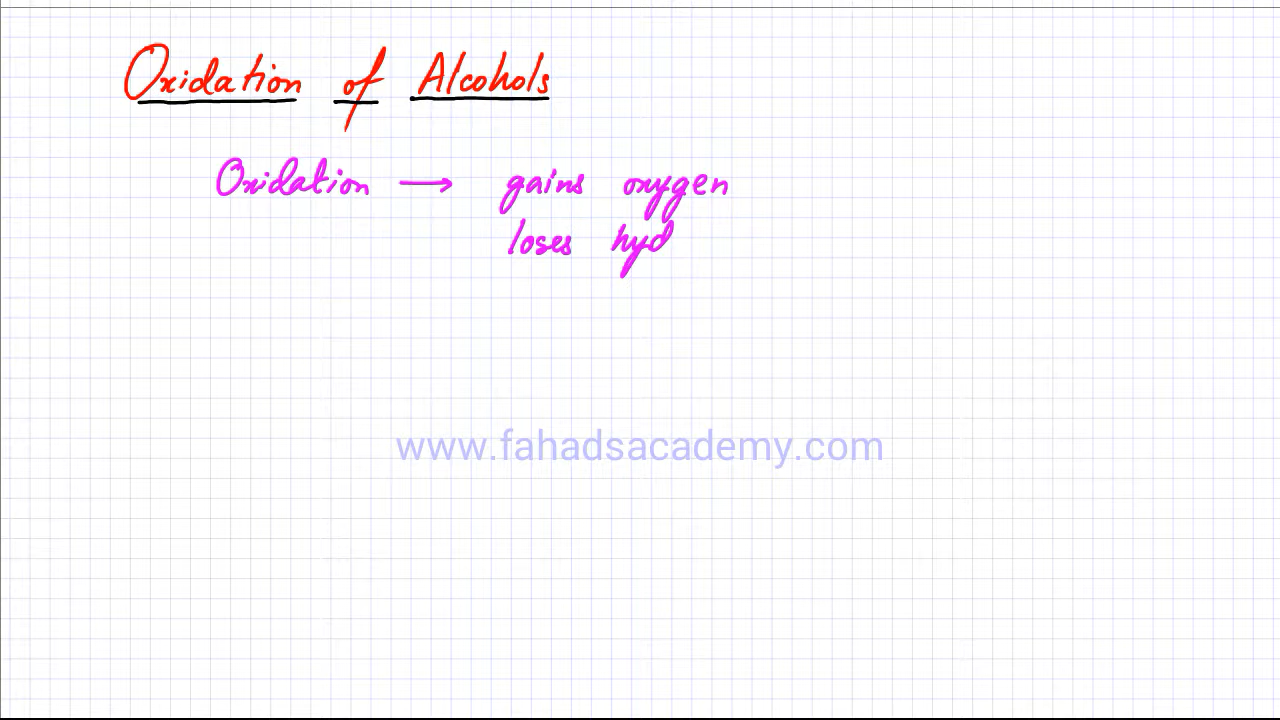 Oxidation of Alcohols
Oxidation → gains oxygen
loses hyd
www.fahadsacademy.com